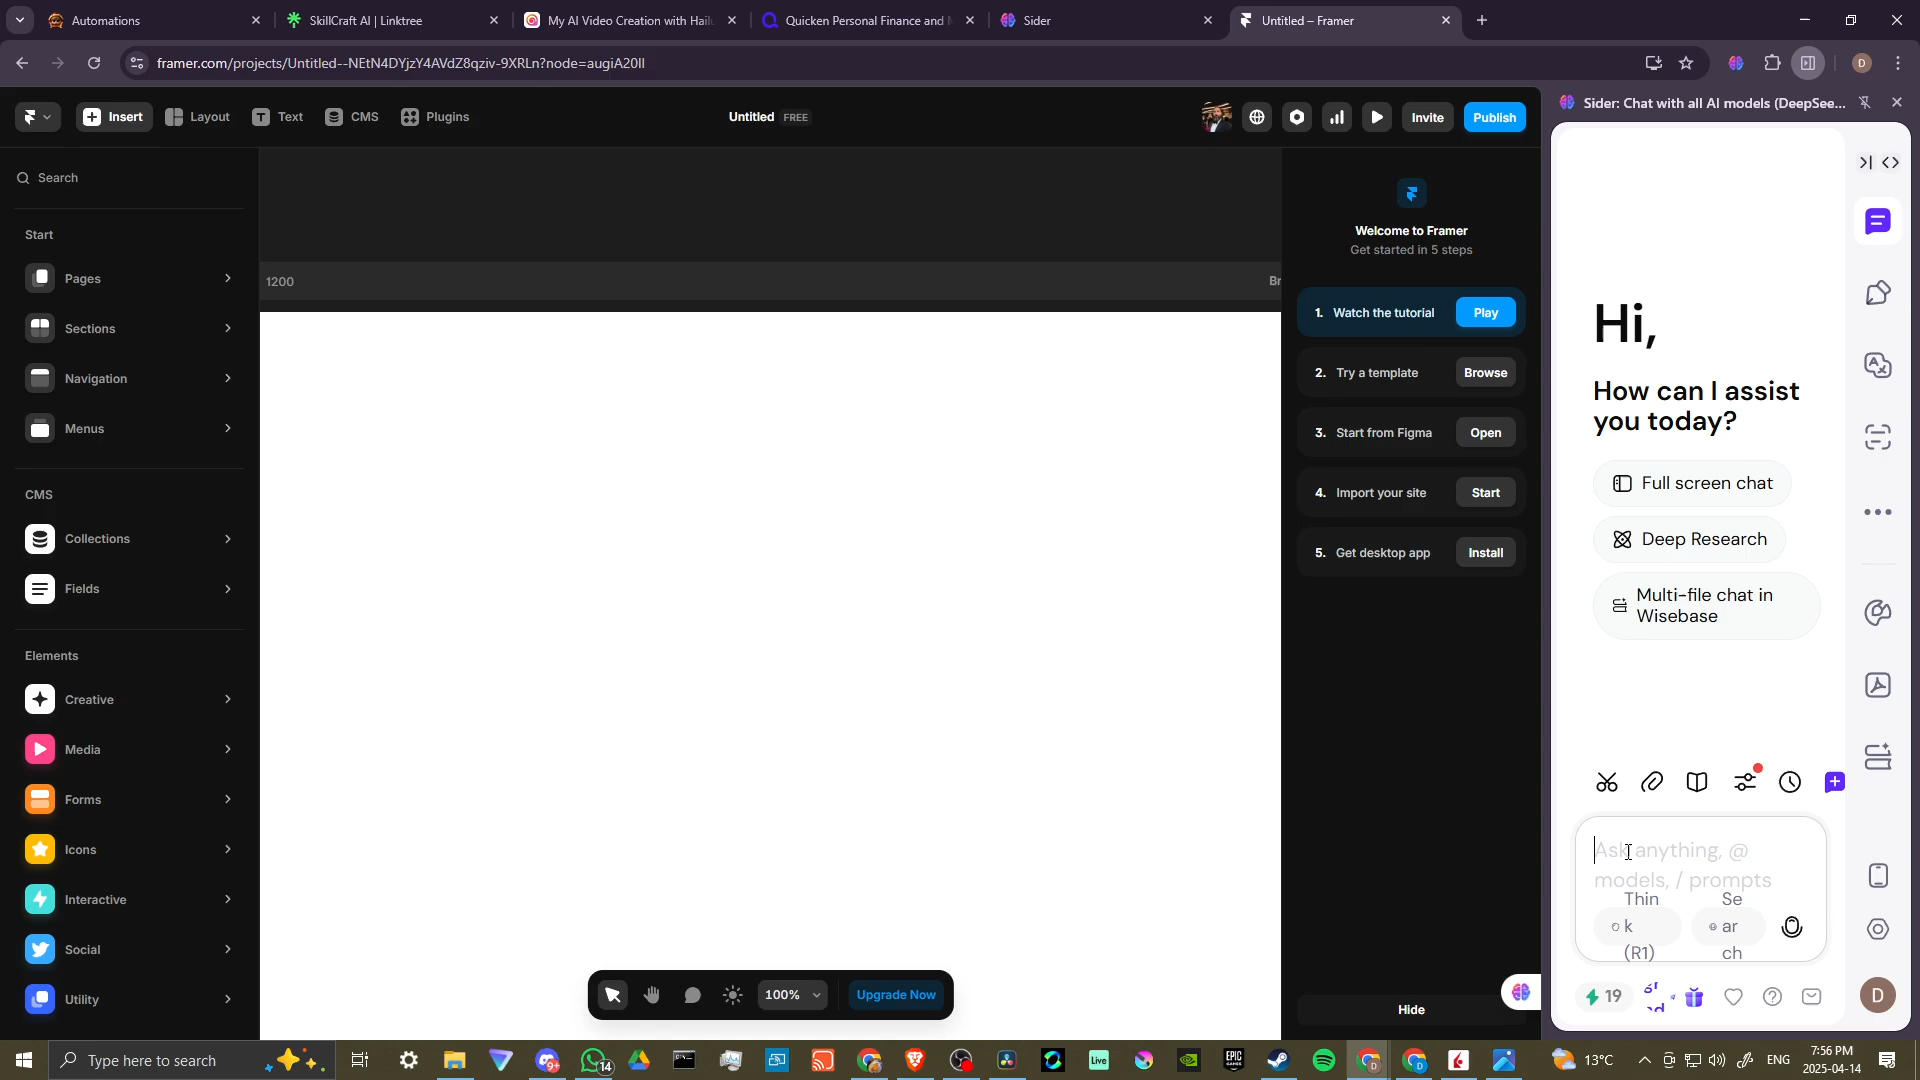 Automations
SkillCraft AI | Linktree
My AI Video Creation with Hail
Quicken Personal Finance and
Sider
Untitled – Framer
framer.com/projects/Untitled--NEtN4DYjzY4AVdZ8qziv-9XRLn?node=augiA20Il
D
Insert
Layout
Text
CMS
Plugins
Untitled FREE
Invite
Publish
Search
Start
Pages
Sections
Navigation
Menus
CMS
Collections
Fields
Elements
Creative
Media
Forms
Icons
Interactive
Social
Utility
1200
Br
100%
Upgrade Now
Welcome to Framer
Get started in 5 steps
1. Watch the tutorial Play
2. Try a template Browse
3. Start from Figma Open
4. Import your site Start
5. Get desktop app Install
Hide
Sider: Chat with all AI models (DeepSee...
Hi,
How can I assist
you today?
Full screen chat
Deep Research
Multi-file chat in
Wisebase
Ask anything, @
models, / prompts
Thin
k
(R1)
Se
ar
ch
19
D
Type here to search
9+
14
Live
EPIC
GAMES
13°C
ENG
7:56 PM
2025-04-14